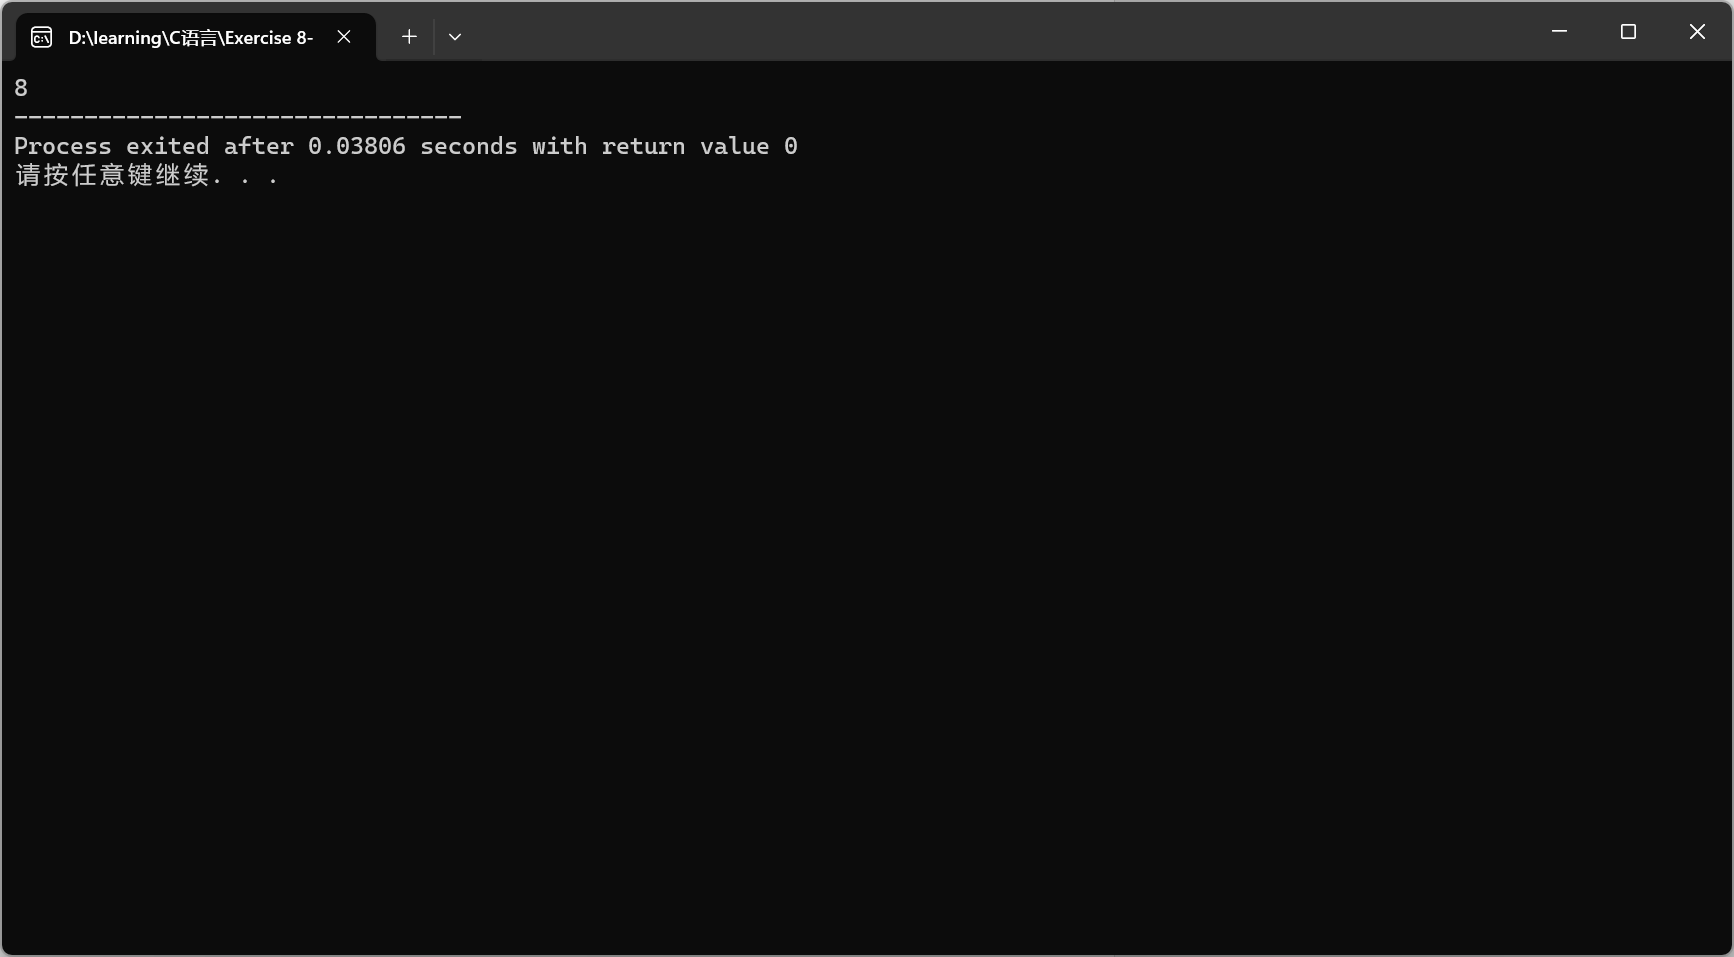 D:\learning\C语言\Exercise 8-
8
--------------------------------
Process exited after 0.03806 seconds with return value 0
请按任意键继续. . .